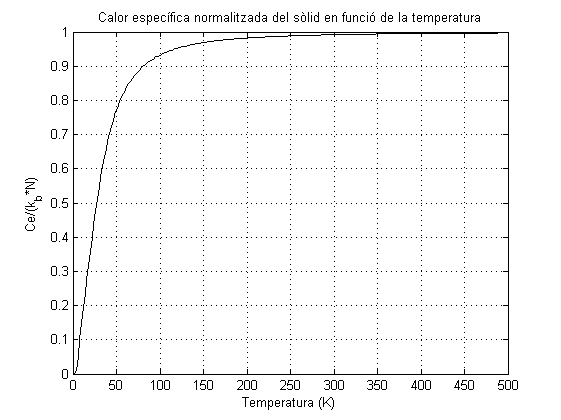 Calor específica normalitzada del sòlid en funció de la temperatura
1
0.9
0.8
0.7
0.6
0.5
0.4
0.3
0.2
0.1
0
Ce/(k_b*N)
0 50 100 150 200 250 300 350 400 450 500
Temperatura (K)